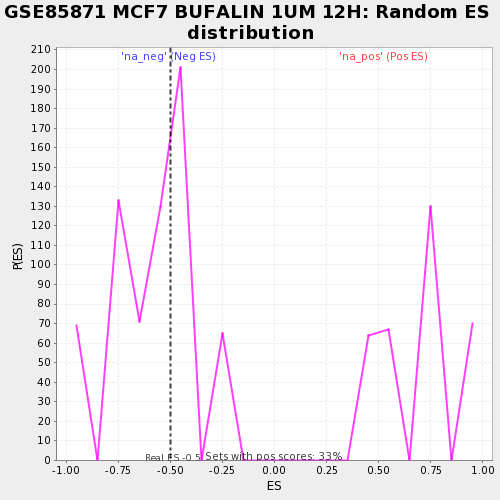 GSE85871 MCF7 BUFALIN 1UM 12H: Random ES
distribution
'na_neg' (Neg ES)
'na_pos' (Pos ES)
210
200
190
180
170
160
150
140
130
120
110
100
90
80
70
60
50
40
30
20
10
0
P(ES)
Real ES -0.5
Sets with pos scores: 33%
-1.00 -0.75 -0.50 -0.25 0.00 0.25 0.50 0.75 1.00
ES